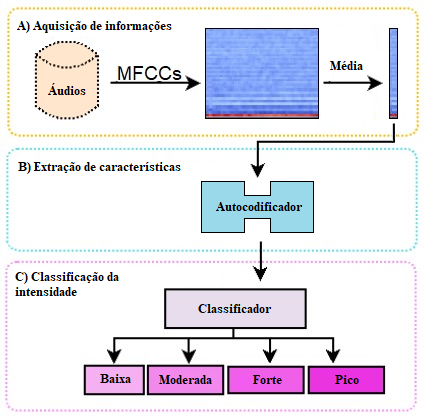 A) Aquisição de informações
Áudios
MFCCs
Média
B) Extração de características
Autocodificador
C) Classificação da
intensidade
Classificador
Baixa
Moderada
Forte
Pico